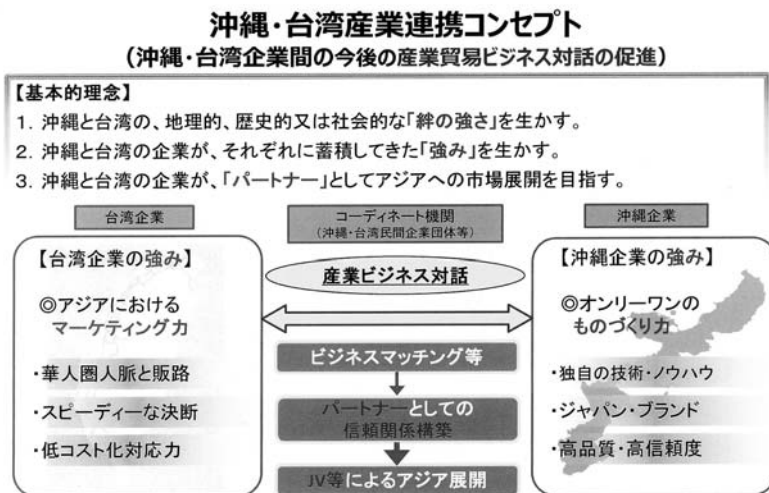 沖縄・台湾産業連携コンセプト
(沖縄・台湾企業間の今後の産業貿易ビジネス対話の促進)
【基本的理念】
1. 沖縄と台湾の、地理的、歴史的又は社会的な「絆の強さ」を生かす。
2. 沖縄と台湾の企業が、それぞれに蓄積してきた「強み」を生かす。
3. 沖縄と台湾の企業が、「パートナー」としてアジアへの市場展開を目指す。
台湾企業
【台湾企業の強み】
◎アジアにおける
マーケティング力
・華人圏人脈と販路
・スピーディーな決断
・低コスト化対応力
コーディネート機関
(沖縄・台湾民間企業団体等)
産業ビジネス対話
ビジネスマッチング等
パートナーとしての
信頼関係構築
JV等によるアジア展開
沖縄企業
【沖縄企業の強み】
◎オンリーワンの
ものづくり力
・独自の技術・ノウハウ
・ジャパン・ブランド
・高品質・高信頼度